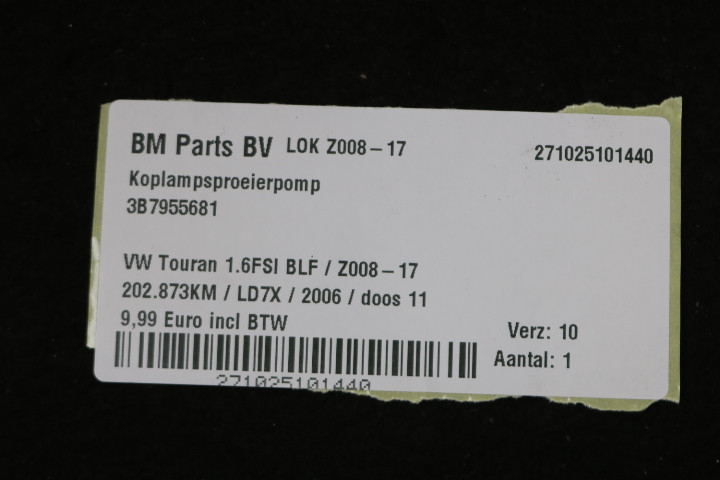 BM Parts BV LOK Z008-17 271025101440
Koplampsproeierpomp
3B7955681
VW Touran 1.6FSI BLF / Z008-17
202.873KM / LD7X / 2006 / doos 11
9,99 Euro incl BTW
Verz: 10
Aantal: 1
271025101440